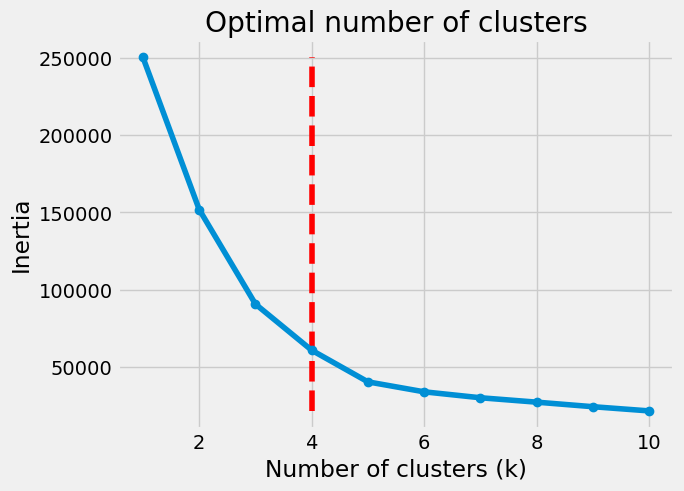 Optimal number of clusters
250000
200000
150000
100000
50000
Inertia
2 4 6 8 10
Number of clusters (k)